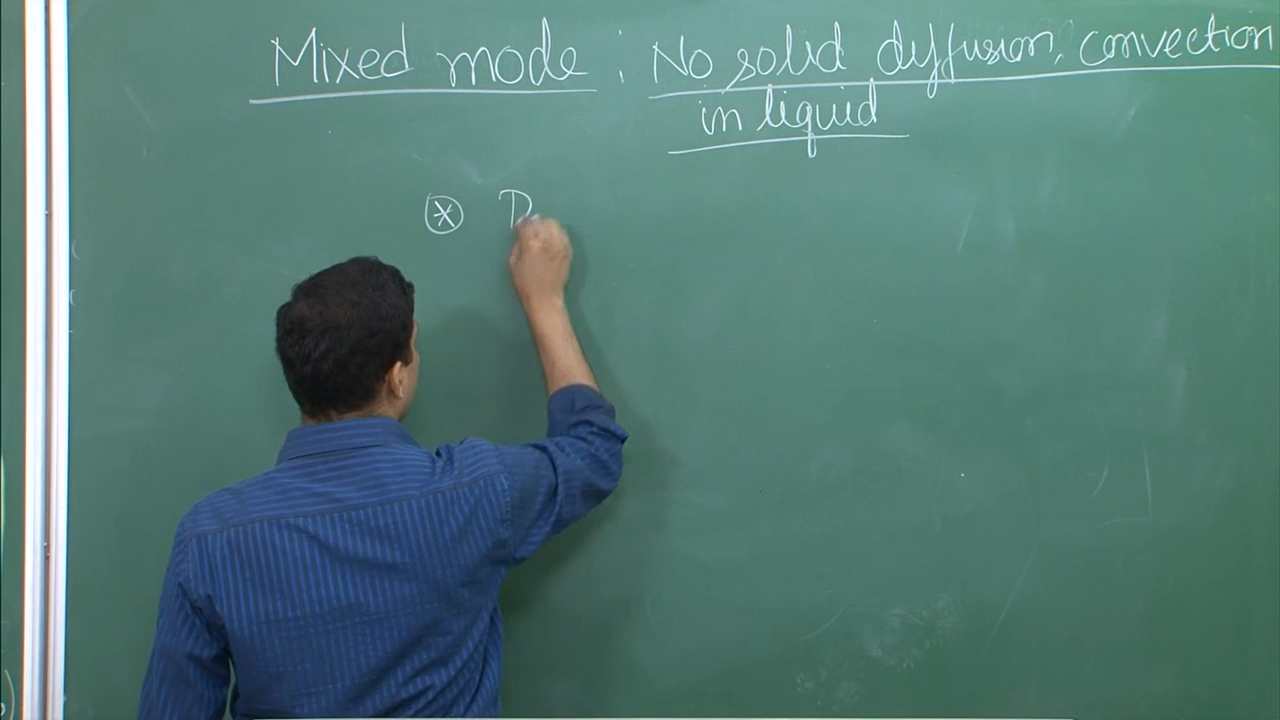 Mixed mode : No solid diffusion, convection
in liquid
⊛ D